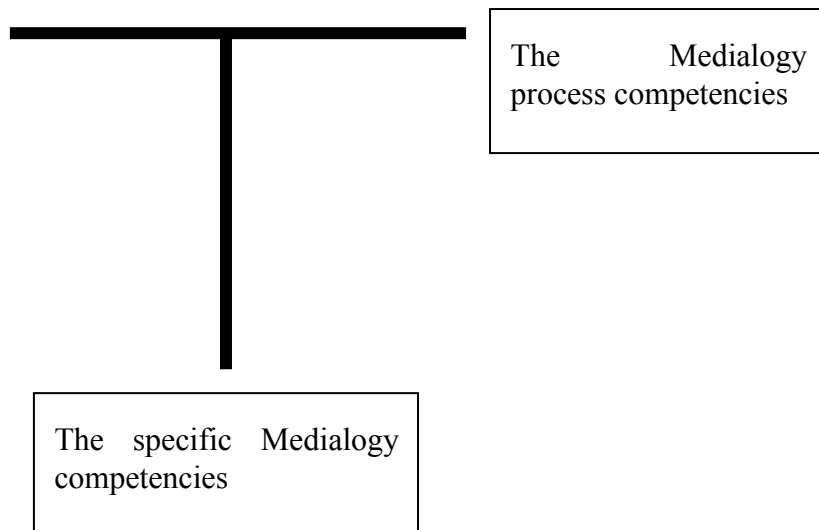 The Medialogy
process competencies
The specific Medialogy
competencies